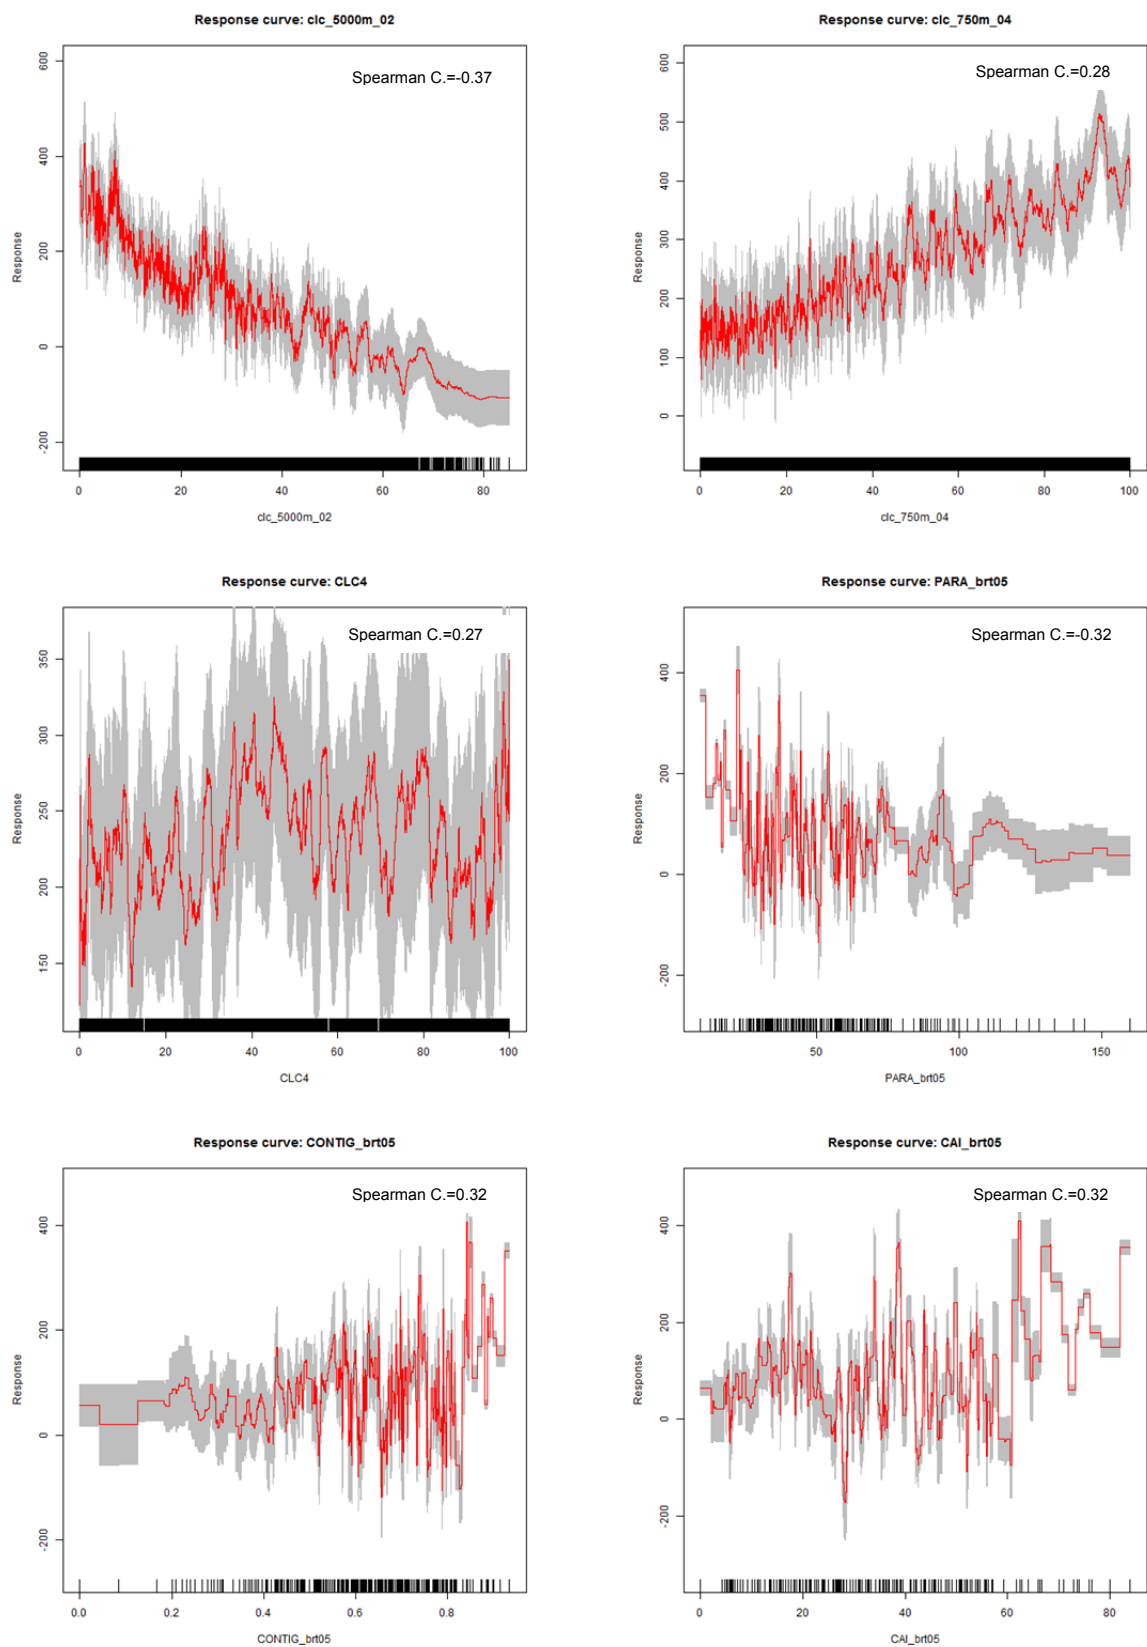 Response curve: clc_5000m_02
Spearman C.=-0.37
Response
600
400
200
0
-200
0 20 40 60 80
clc_5000m_02
Response curve: clc_750m_04
Spearman C.=0.28
Response
600
500
400
300
200
100
0
0 20 40 60 80 100
clc_750m_04
Response curve: CLC4
Spearman C.=0.27
Response
350
300
250
200
150
0 20 40 60 80 100
CLC4
Response curve: PARA_brt05
Spearman C.=-0.32
Response
400
200
0
-200
50 100 150
PARA_brt05
Response curve: CONTIG_brt05
Spearman C.=0.32
Response
400
200
0
-200
0.0 0.2 0.4 0.6 0.8
CONTIG_brt05
Response curve: CAI_brt05
Spearman C.=0.32
Response
400
200
0
-200
0 20 40 60 80
CAI_brt05